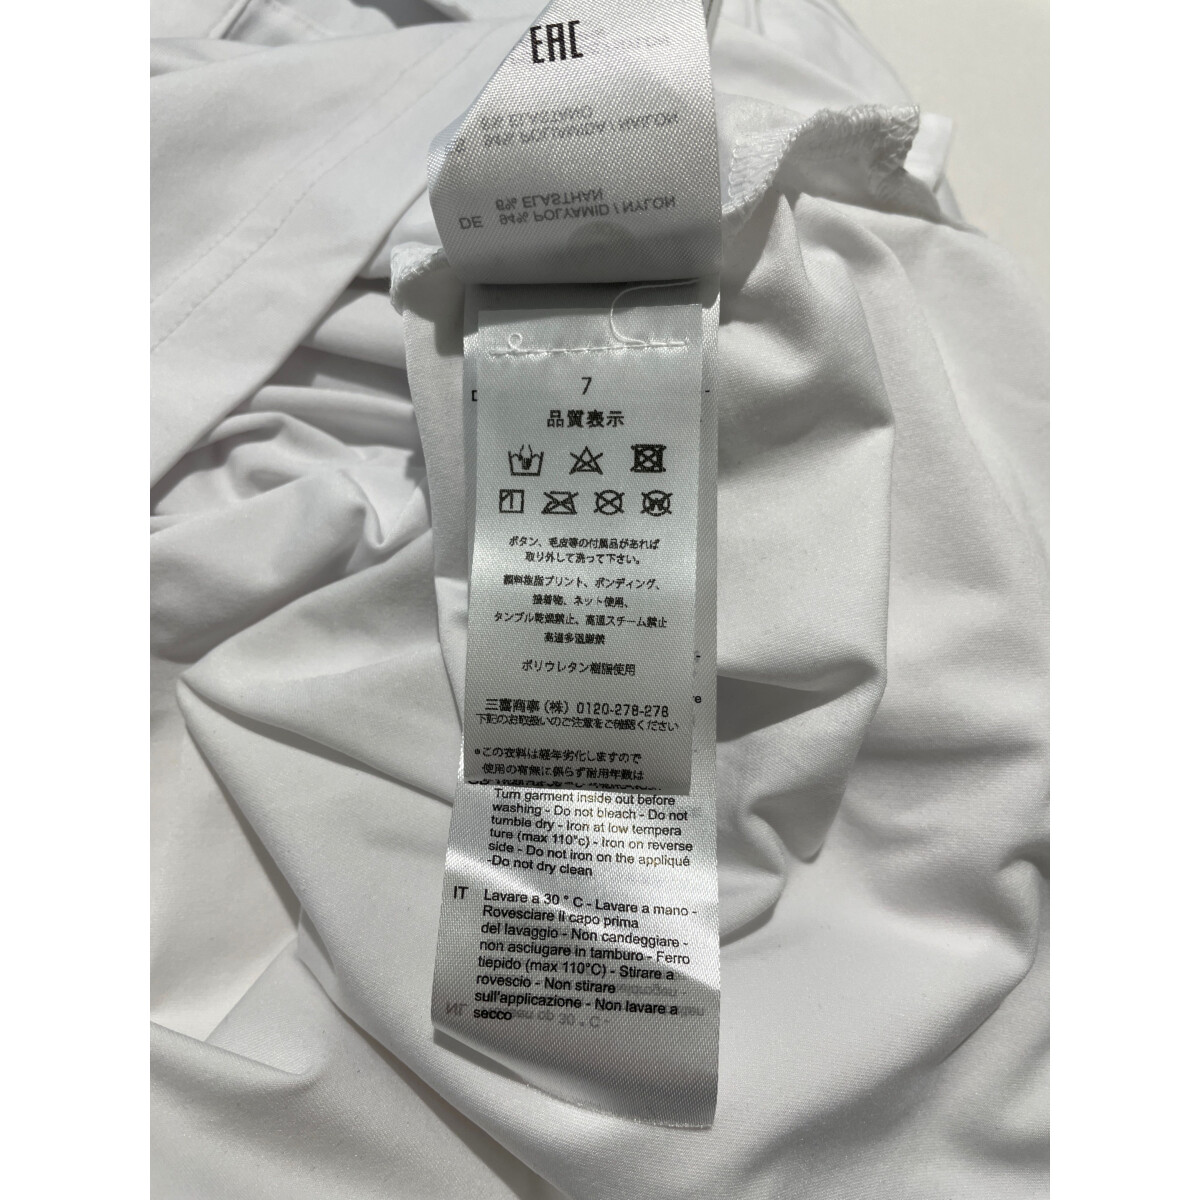 EAC
6% ELASTANO
94% POLIAMIDA / NAILON
6% ELASTHAN
DE 94% POLYAMID / NYLON
7
品質表示
ボタン、毛皮等の付属品があれば
取り外して洗って下さい。
顔料樹脂プリント、ボンディング、
接着物、ネット使用、
タンブル乾燥禁止、高温スチーム禁止
ポリウレタン樹脂使用
三喜商事（株）0120-278-278
下記のお取扱いのご注意をご確認ください
*この衣料は経年劣化しますので
使用の有無に係らず耐用年数は
Turn garment inside out before
washing - Do not bleach - Do not
tumble dry - Iron at low tempera
ture (max 110°c) - Iron on reverse
side - Do not iron on the appliqué
-Do not dry clean
IT Lavare a 30 ° C - Lavare a mano -
Rovesciare il capo prima
del lavaggio - Non candeggiare -
non asciugare in tamburo - Ferro
tiepido (max 110°C) - Stirare a
rovescio - Non stirare
sull'applicazione - Non lavare a
secco
NL